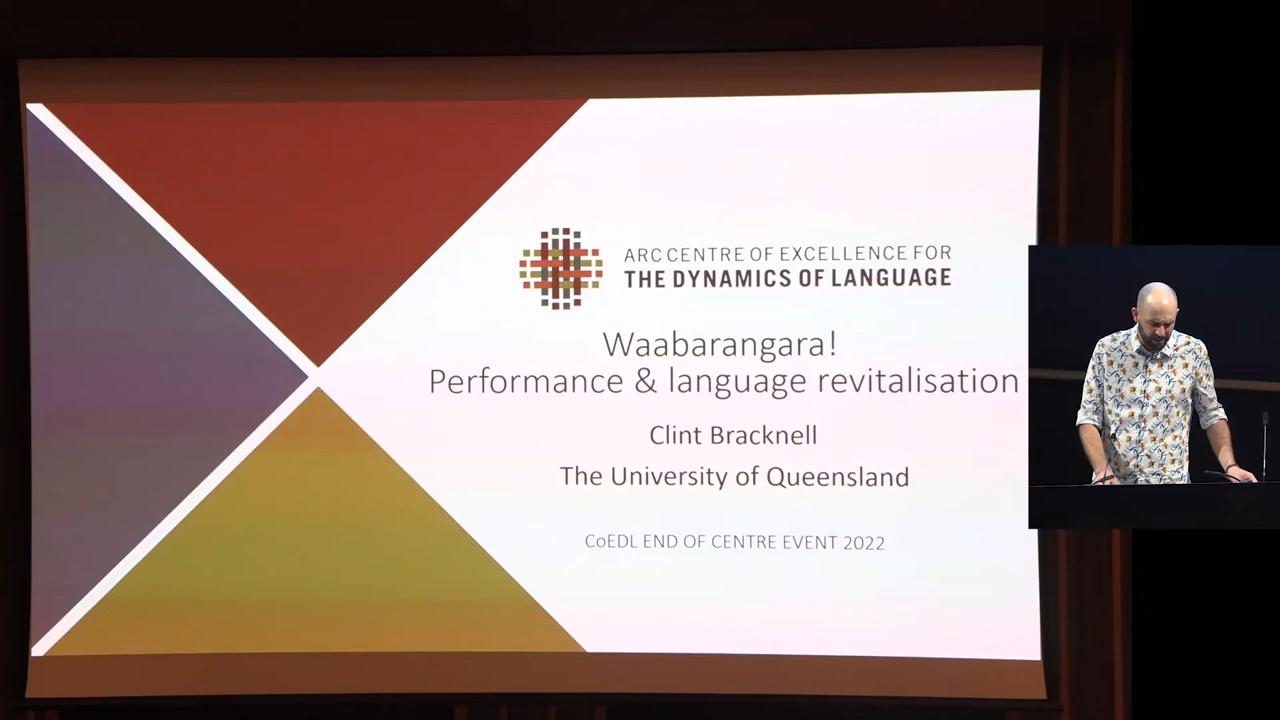 ARC CENTRE OF EXCELLENCE FOR
THE DYNAMICS OF LANGUAGE
Waabarangara!
Performance & language revitalisation
Clint Bracknell
The University of Queensland
CoEDL END OF CENTRE EVENT 2022